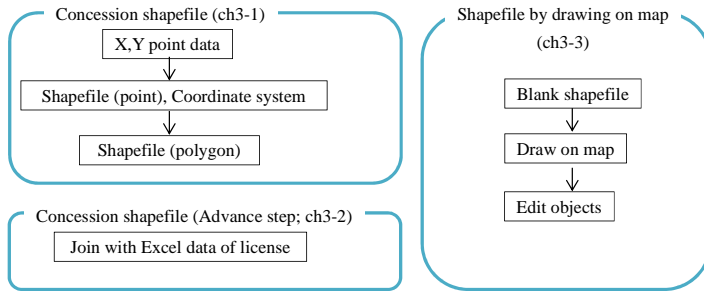 Concession shapefile (ch3-1)
X,Y point data
Shapefile (point), Coordinate system
Shapefile (polygon)
Concession shapefile (Advance step; ch3-2)
Join with Excel data of license
Shapefile by drawing on map
(ch3-3)
Blank shapefile
Draw on map
Edit objects